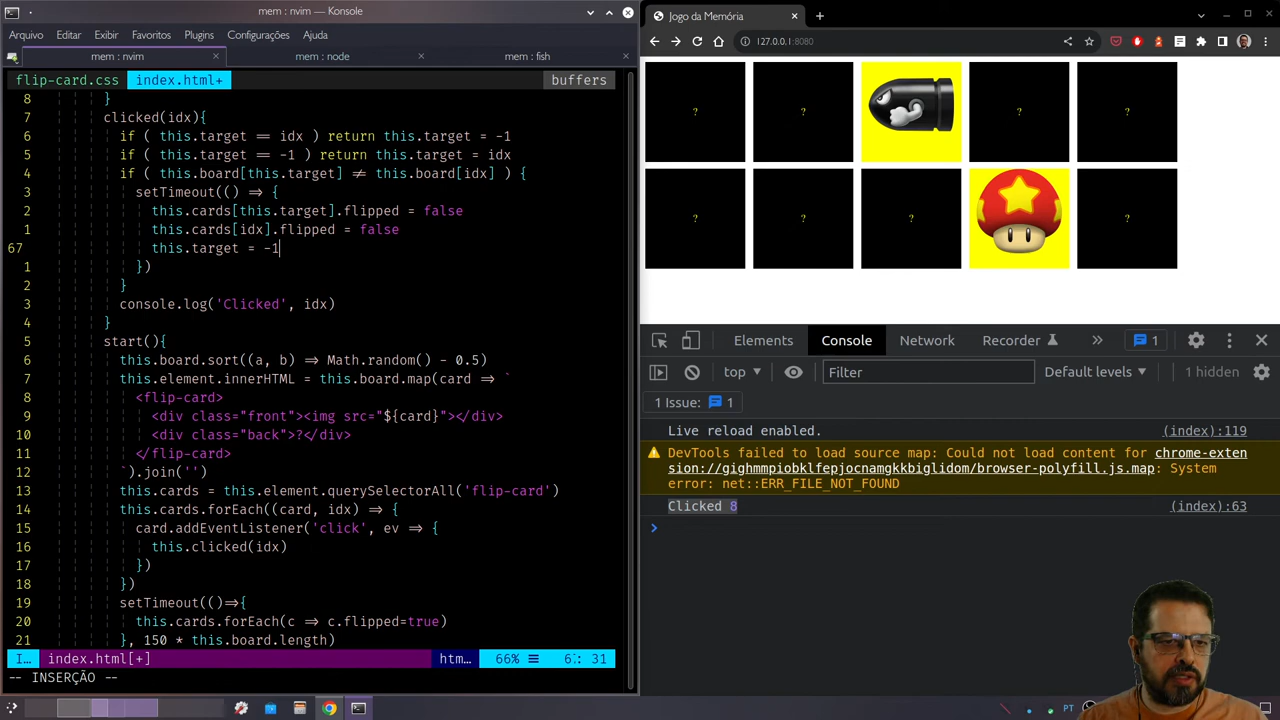 mem : nvim — Konsole
Arquivo Editar Exibir Favoritos Plugins Configurações Ajuda
mem : nvim
mem : node
mem : fish
flip-card.css index.html+ buffers
8 }
7 clicked(idx){
6 if ( this.target == idx ) return this.target = -1
5 if ( this.target == -1 ) return this.target = idx
4 if ( this.board[this.target] ≠ this.board[idx] ) {
3 setTimeout(() => {
2 this.cards[this.target].flipped = false
1 this.cards[idx].flipped = false
67 this.target = -1
1 })
2 }
3 console.log('Clicked', idx)
4 }
5 start(){
6 this.board.sort((a, b) => Math.random() - 0.5)
7 this.element.innerHTML = this.board.map(card => `
8 <flip-card>
9 <div class="front"><img src="${card}"></div>
10 <div class="back">?</div>
11 </flip-card>
12 `).join('')
13 this.cards = this.element.querySelectorAll('flip-card')
14 this.cards.forEach((card, idx) => {
15 card.addEventListener('click', ev => {
16 this.clicked(idx)
17 })
18 })
19 setTimeout(()=>{
20 this.cards.forEach(c => c.flipped=true)
21 }, 150 * this.board.length)
I… index.html[+] htm… 66% 67: 31
-- INSERÇÃO --
Jogo da Memória
127.0.0.1:8080
? ? ? ?
? ? ? ?
Elements Console Network Recorder 1
top Filter Default levels 1 hidden
1 Issue: 1
Live reload enabled. (index):119
DevTools failed to load source map: Could not load content for chrome-exten
sion://gighmmpiobklfepjocnamgkkbiglidom/browser-polyfill.js.map: System
error: net::ERR_FILE_NOT_FOUND
Clicked 8 (index):63
PT